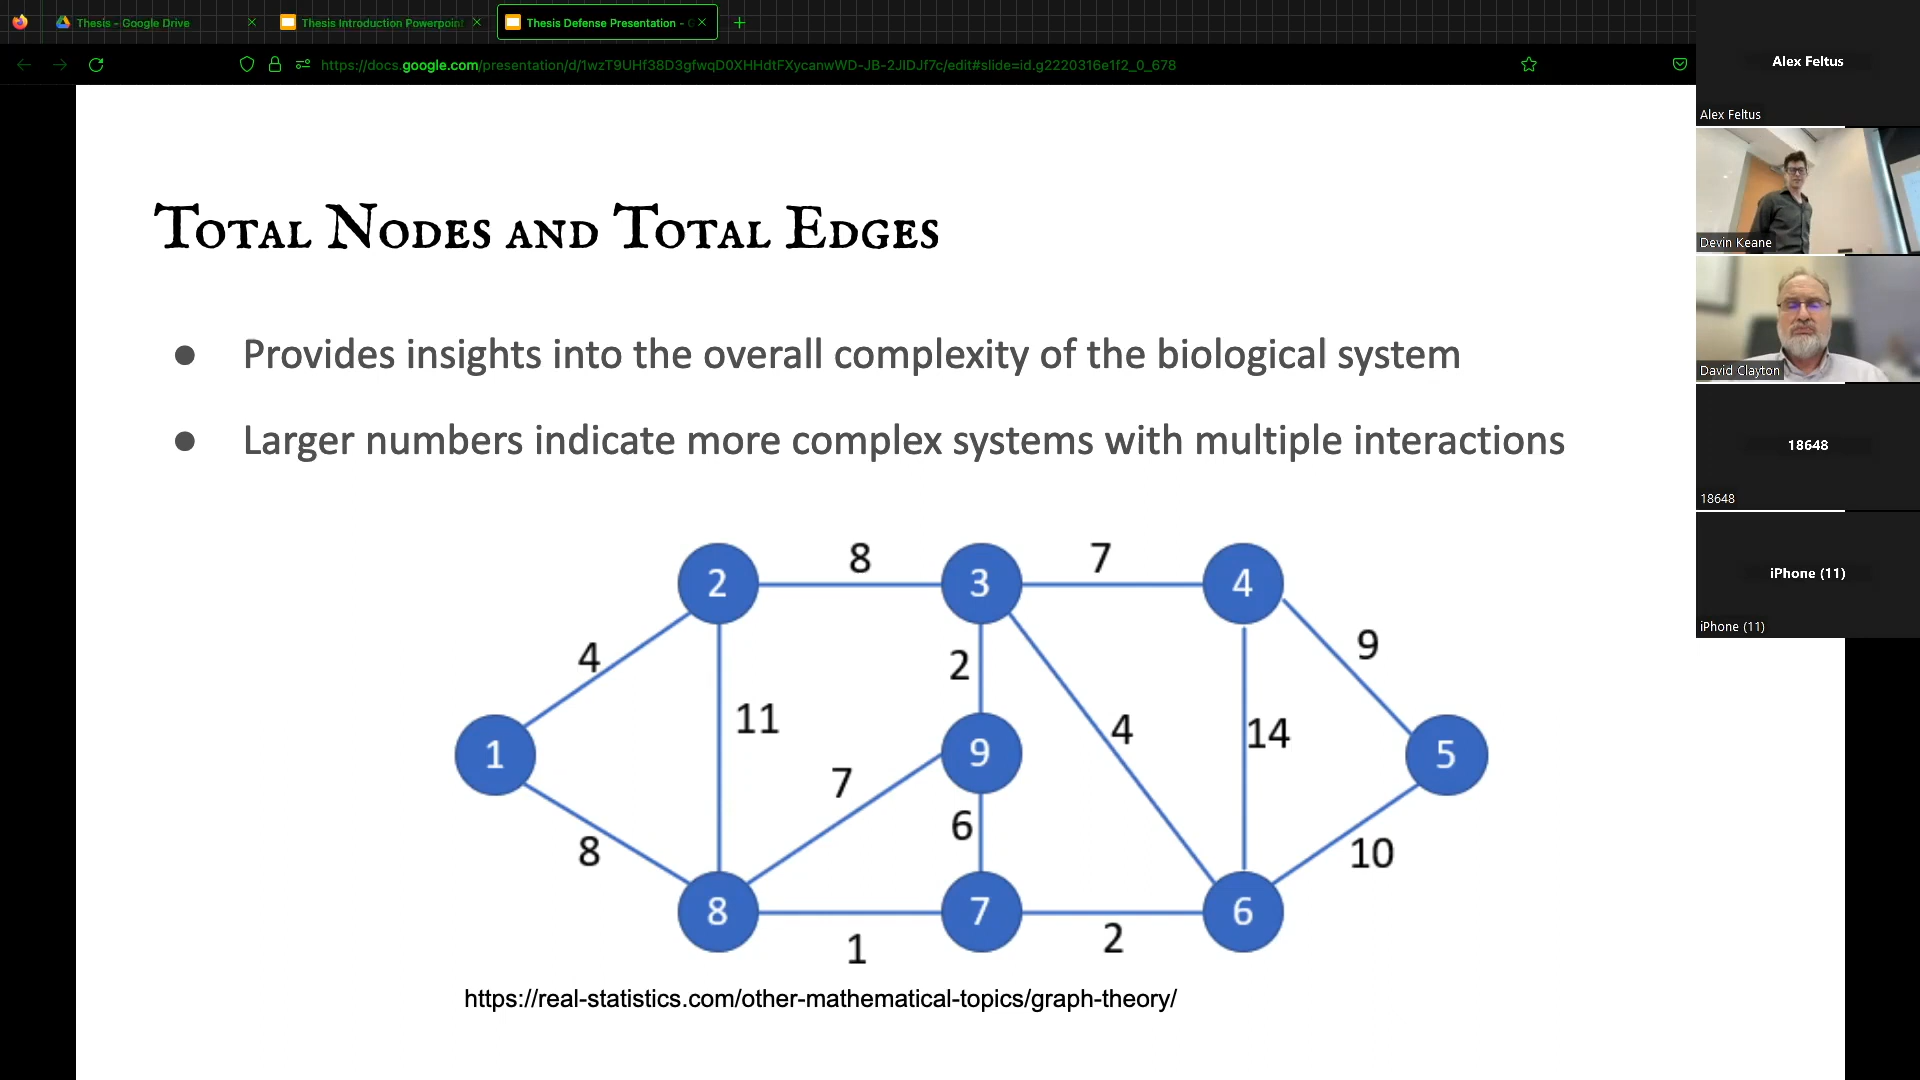 Thesis - Google Drive
Thesis Introduction Powerpoint
Thesis Defense Presentation -
https://docs.google.com/presentation/d/1wzT9UHf38D3gfwqD0XHHdtFXycanwWD-JB-2JIDJf7c/edit#slide=id.g2220316e1f2_0_678
Total Nodes and Total Edges
● Provides insights into the overall complexity of the biological system
● Larger numbers indicate more complex systems with multiple interactions
2 8 3 7 4
4 2 9
11 4 14
1 9 5
7
8 6 10
8 7 6
1 2
https://real-statistics.com/other-mathematical-topics/graph-theory/
Alex Feltus
Alex Feltus
Devin Keane
David Clayton
18648
18648
iPhone (11)
iPhone (11)